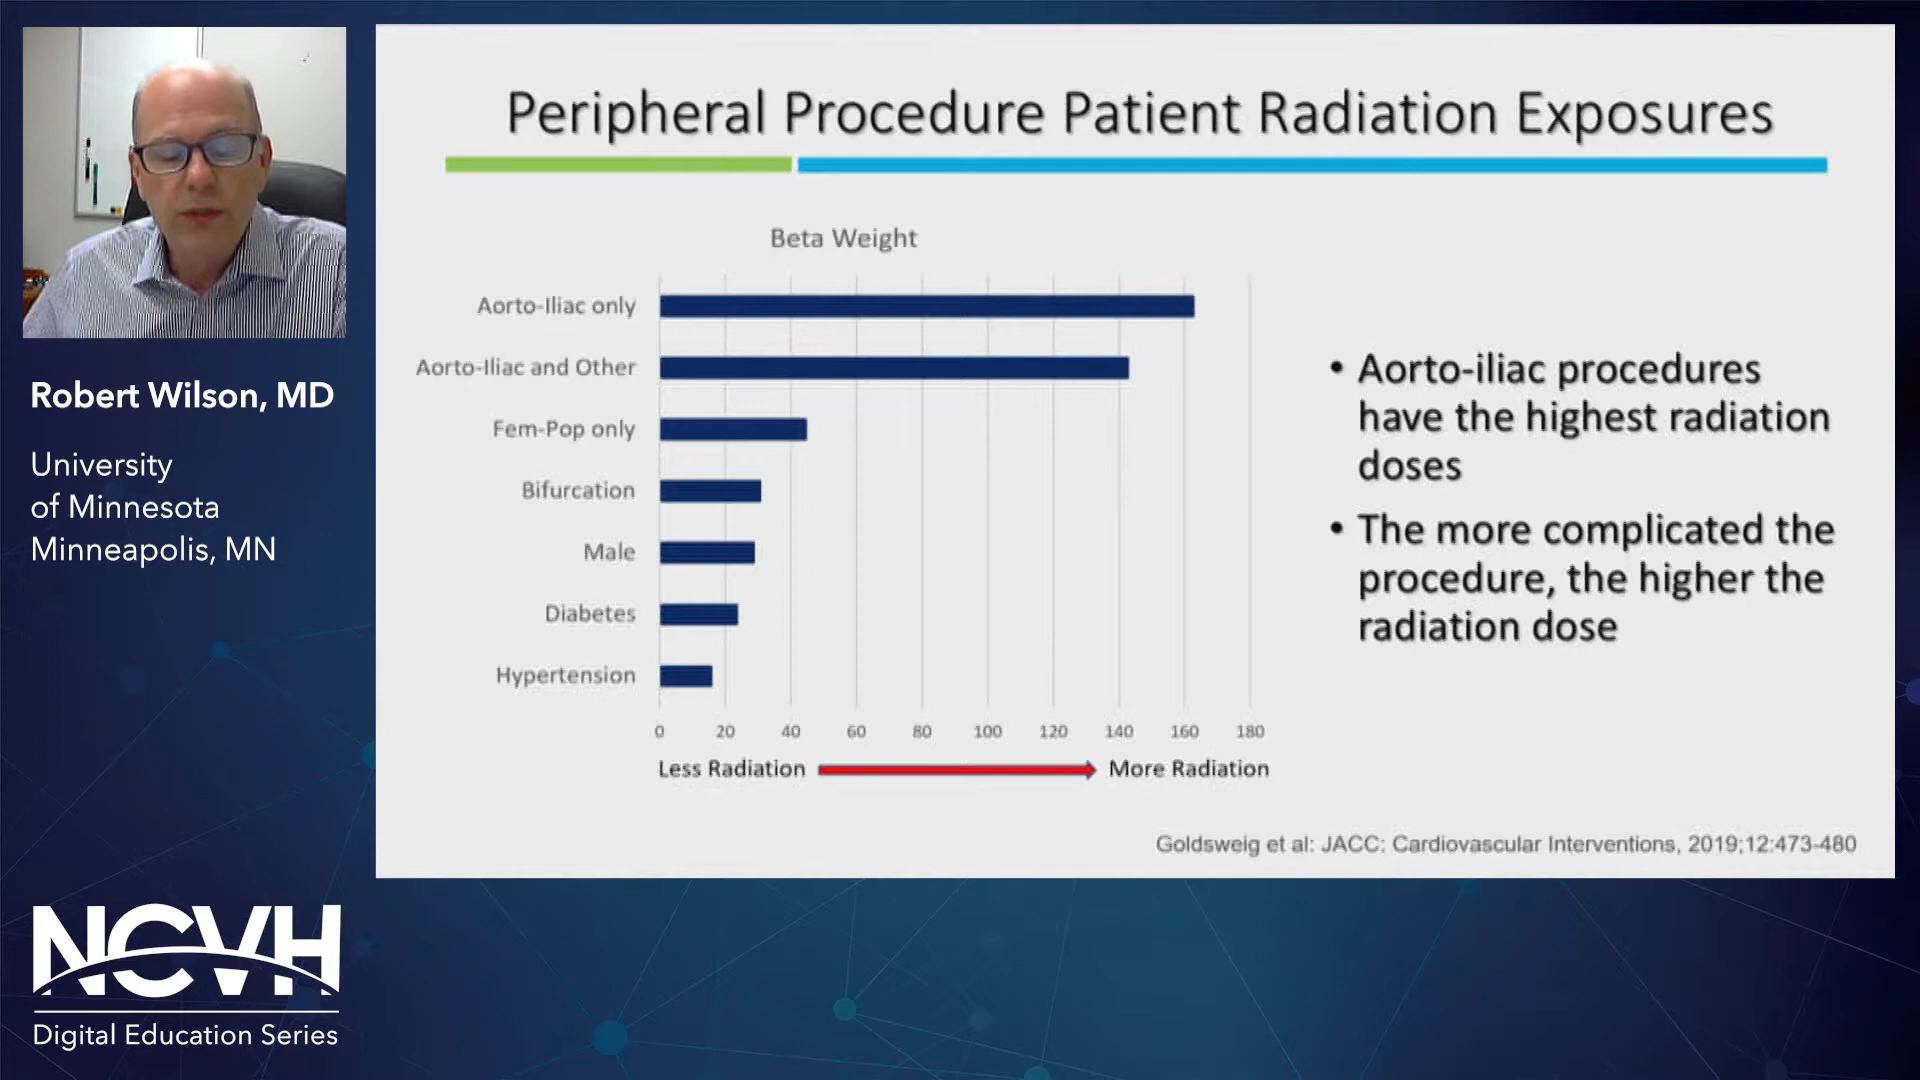 Robert Wilson, MD
University
of Minnesota
Minneapolis, MN
NCVH
Digital Education Series
Peripheral Procedure Patient Radiation Exposures
Beta Weight
Aorto-Iliac only
Aorto-Iliac and Other
Fem-Pop only
Bifurcation
Male
Diabetes
Hypertension
0 20 40 60 80 100 120 140 160 180
Less Radiation More Radiation
• Aorto-iliac procedures
have the highest radiation
doses
• The more complicated the
procedure, the higher the
radiation dose
Goldsweig et al: JACC: Cardiovascular Interventions, 2019;12:473-480